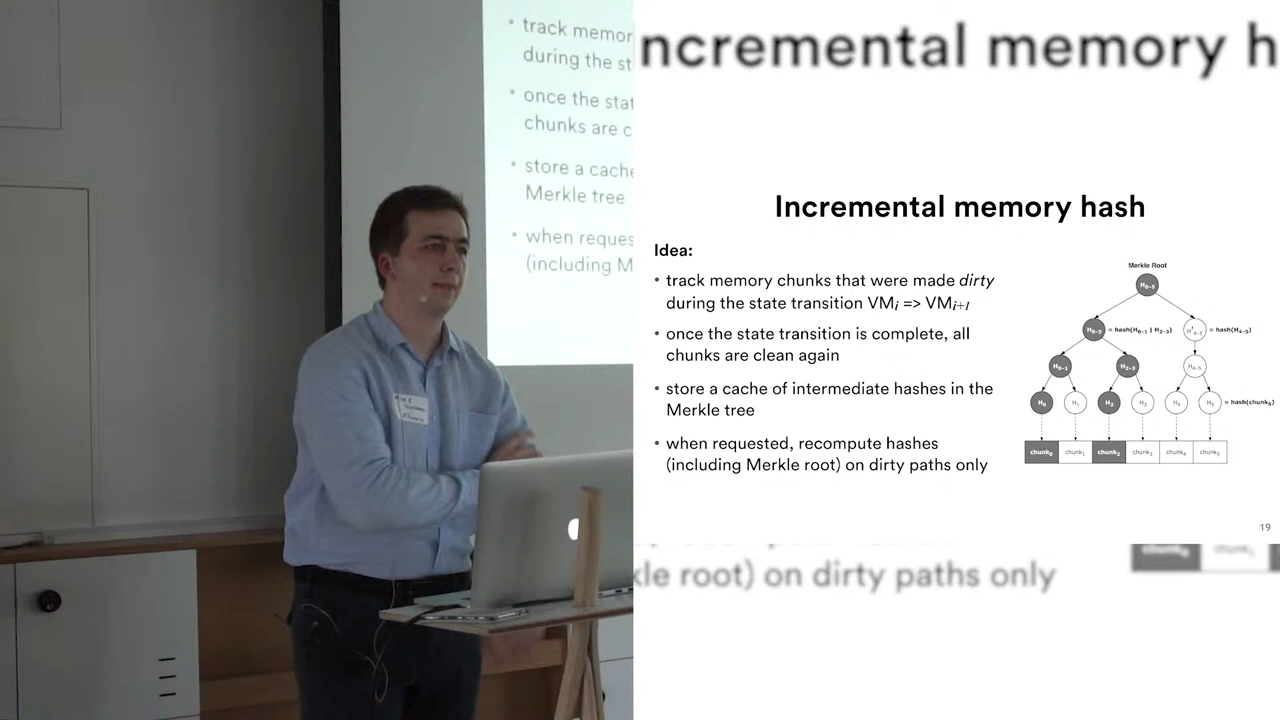 track memor
during the st
once the stat
chunks are c
store a cache
Merkle tree
when reques
(including M
ncremental memory h
Incremental memory hash
Idea:
• track memory chunks that were made dirty
during the state transition VMi => VMi+1
• once the state transition is complete, all
chunks are clean again
• store a cache of intermediate hashes in the
Merkle tree
• when requested, recompute hashes
(including Merkle root) on dirty paths only
Merkle Root
H0-5
H0-3 = hash(H0-1 | H2-3) H'4-5 = hash(H4-5)
H0-1 H2-3 H4-5
H0 H1 H2 H3 H4 H5 = hash(chunk5)
chunk0 chunk1 chunk2 chunk3 chunk4 chunk5
19
kle root) on dirty paths only